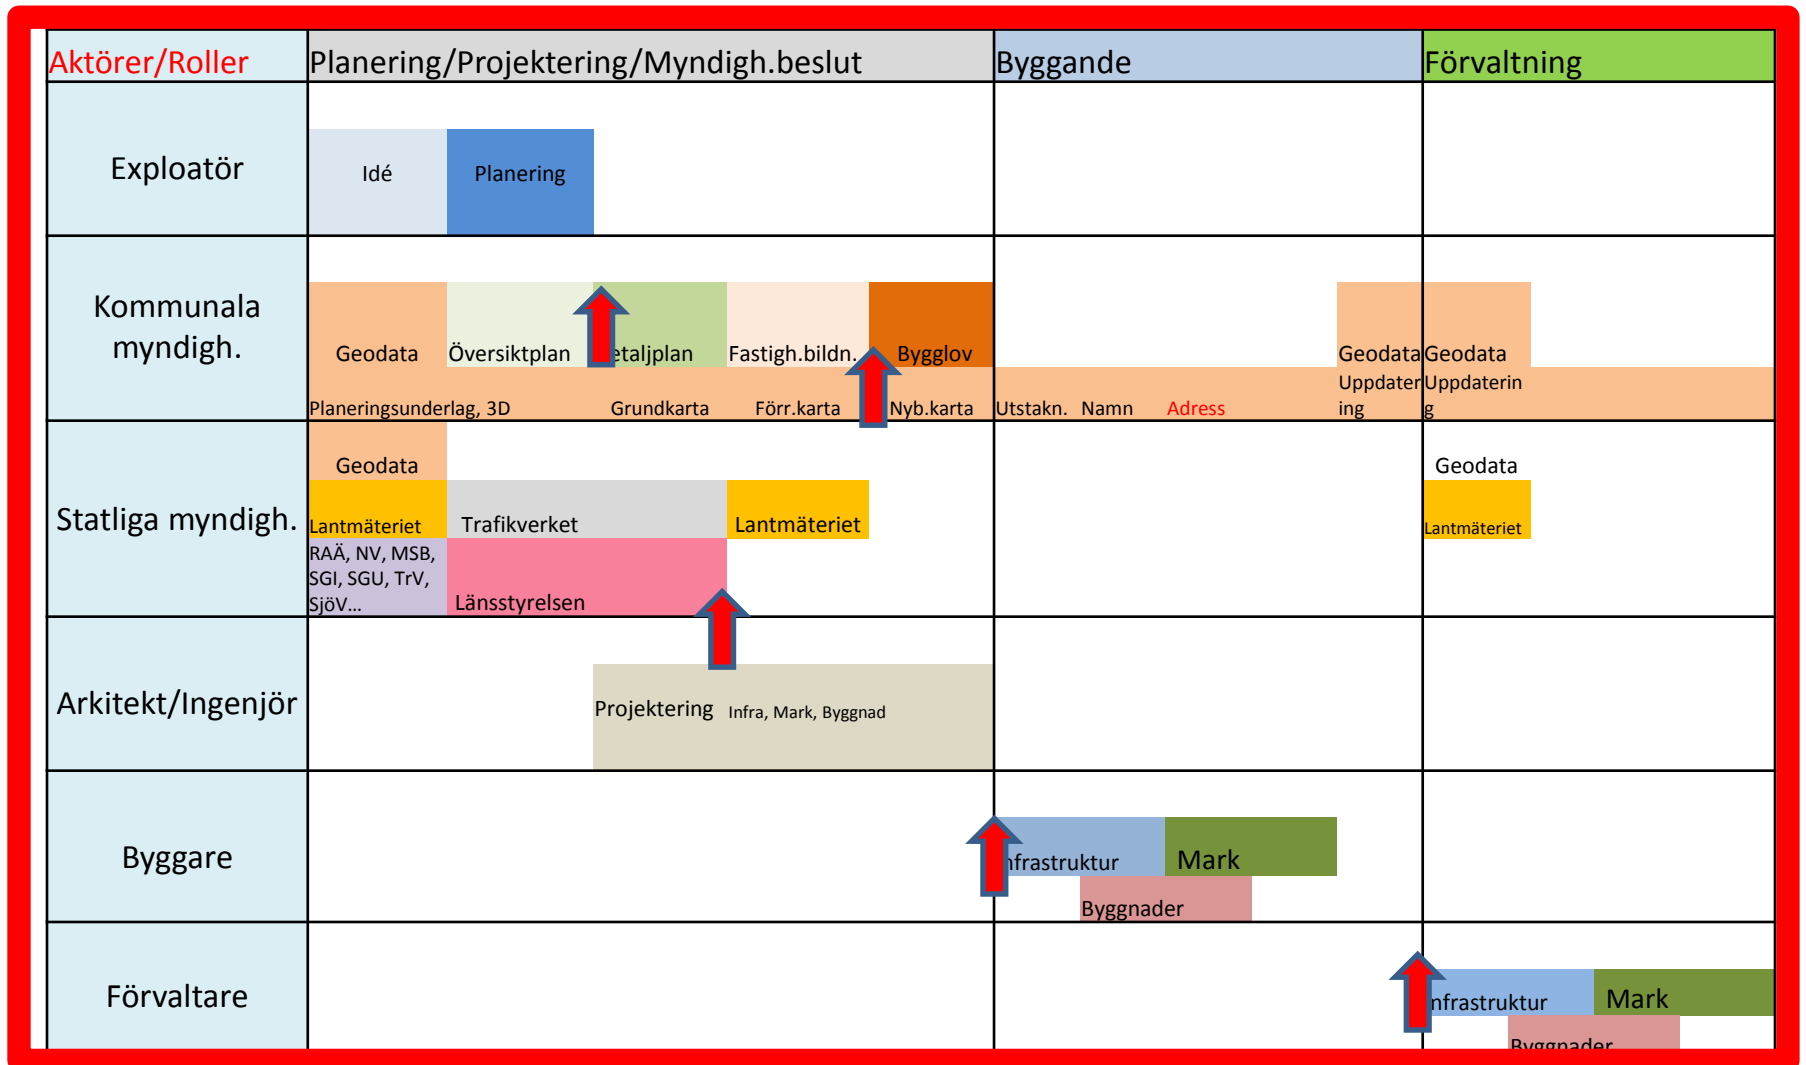 Aktörer/Roller Planering/Projektering/Myndigh.beslut Byggande Förvaltning
Exploatör Idé Planering
Kommunala
myndigh.
Geodata Översiktplan etaljplan Fastigh.bildn. Bygglov Geodata Geodata
Planeringsunderlag, 3D Grundkarta Förr.karta Nyb.karta Utstakn. Namn Adress
Uppdater
ing
Uppdaterin
g
Statliga myndigh.
Geodata Geodata
Lantmäteriet Trafikverket Lantmäteriet Lantmäteriet
RAÄ, NV, MSB,
SGI, SGU, TrV,
SjöV...
Länsstyrelsen
Arkitekt/Ingenjör Projektering Infra, Mark, Byggnad
Byggare nfrastruktur Mark
Byggnader
Förvaltare nfrastruktur Mark
Byggnader